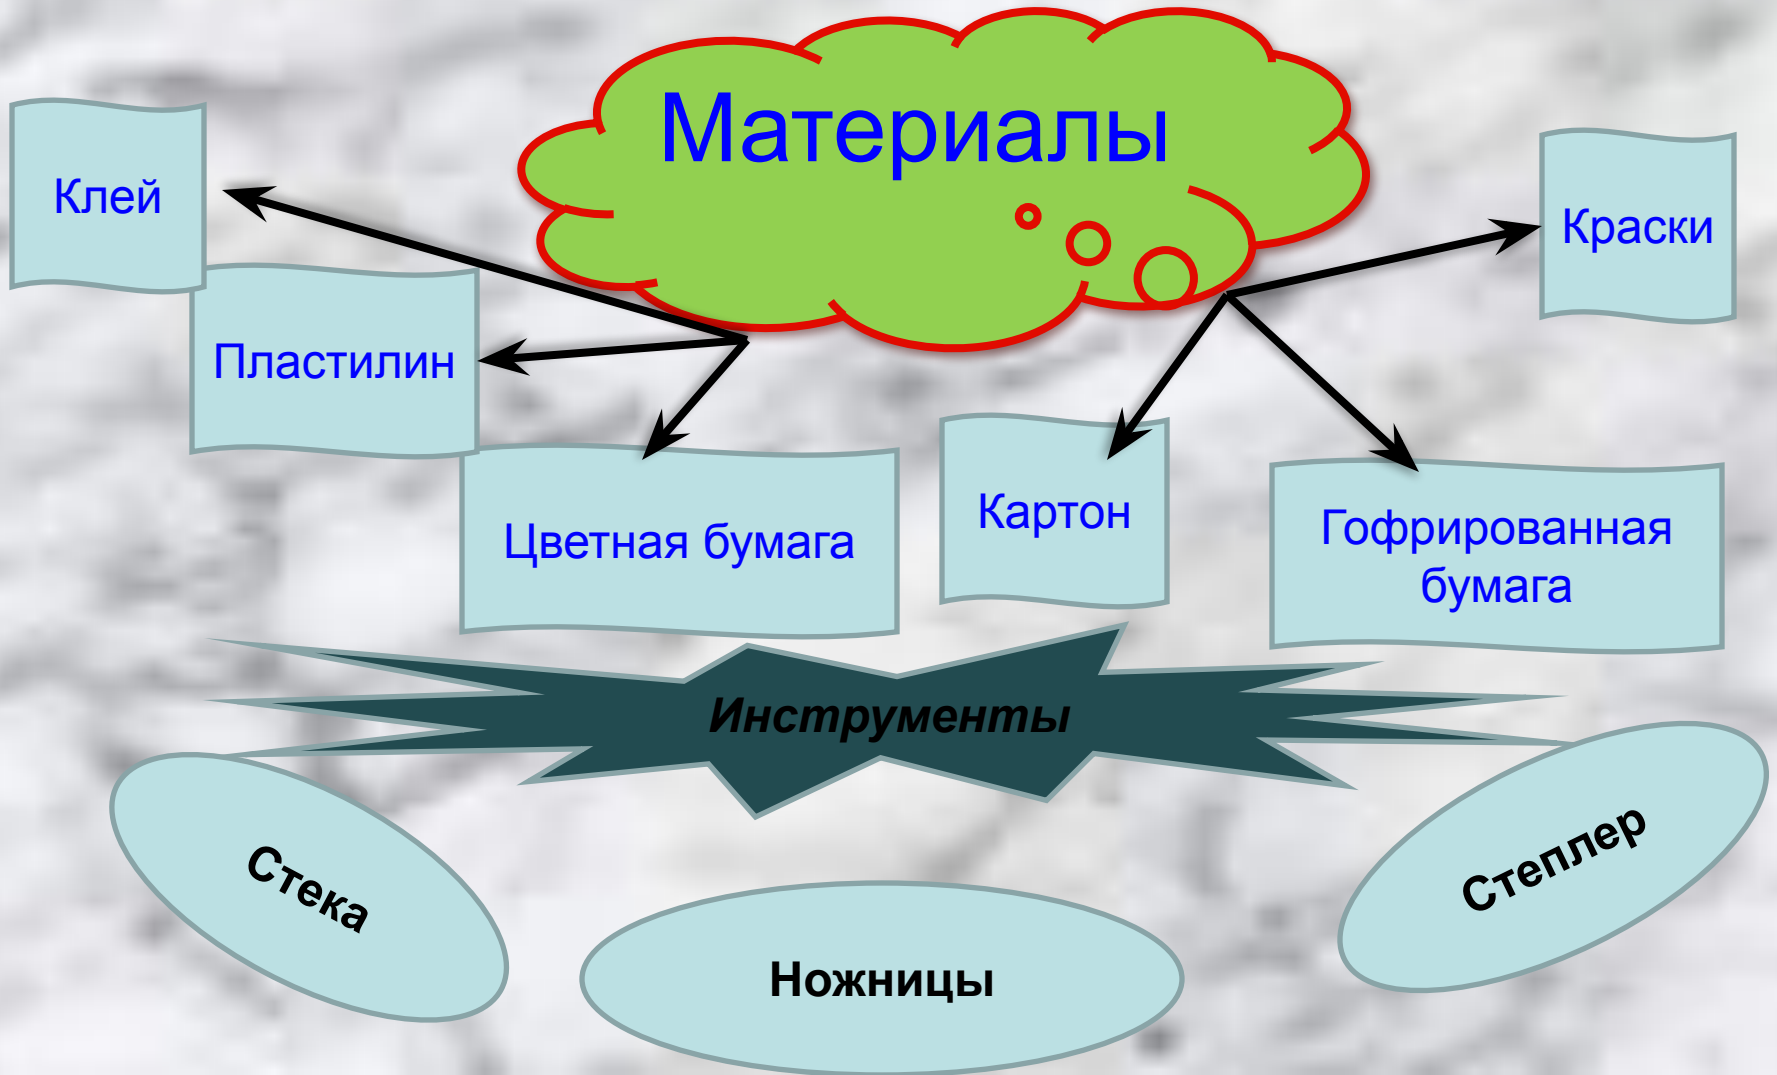 Материалы
Клей
Краски
Пластилин
Цветная бумага
Картон
Гофрированная
бумага
Инструменты
Стека
Ножницы
Степлер